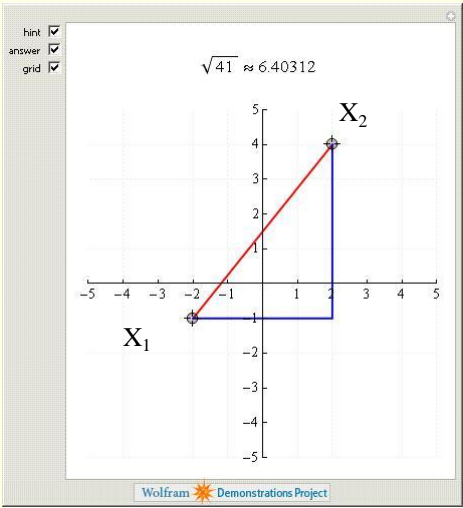 hint
answer
grid
√41 ≈ 6.40312
X₂
5
4
3
2
1
-5 -4 -3 -2 -1 1 2 3 4 5
-1
X₁
-2
-3
-4
-5
Wolfram Demonstrations Project